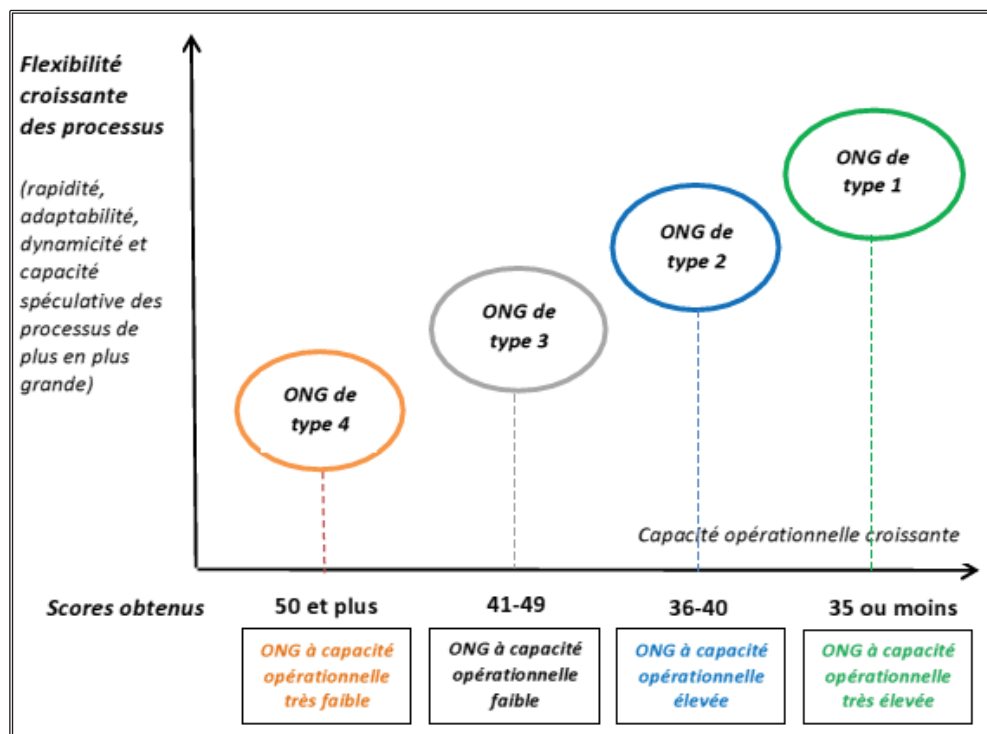 Flexibilité
croissante
des processus
(rapidité,
adaptabilité,
dynamicité et
capacité
spéculative des
processus de
plus en plus
grande)
ONG de
type 1
ONG de
type 2
ONG de
type 3
ONG de
type 4
Capacité opérationnelle croissante
Scores obtenus
50 et plus
41-49
36-40
35 ou moins
ONG à capacité
opérationnelle
très faible
ONG à capacité
opérationnelle
faible
ONG à capacité
opérationnelle
élevée
ONG à capacité
opérationnelle
très élevée